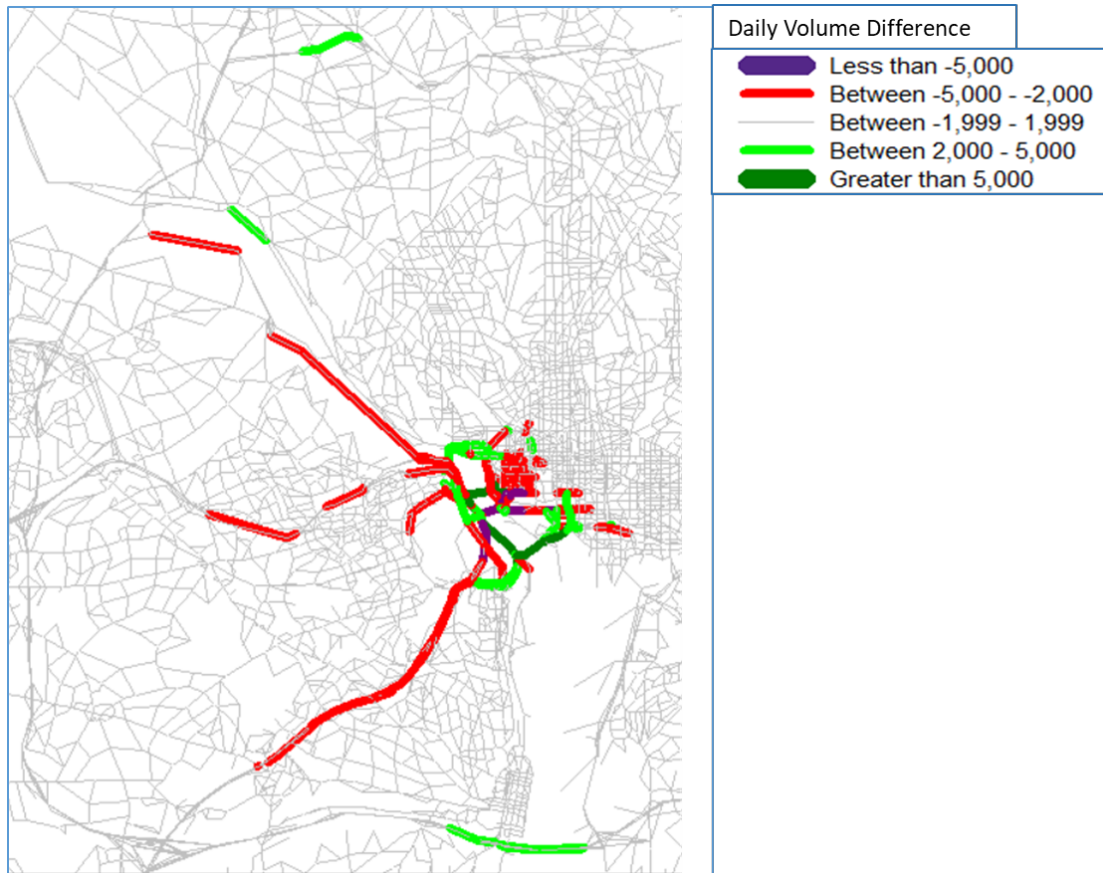 Daily Volume Difference
Less than -5,000
Between -5,000 - -2,000
Between -1,999 - 1,999
Between 2,000 - 5,000
Greater than 5,000